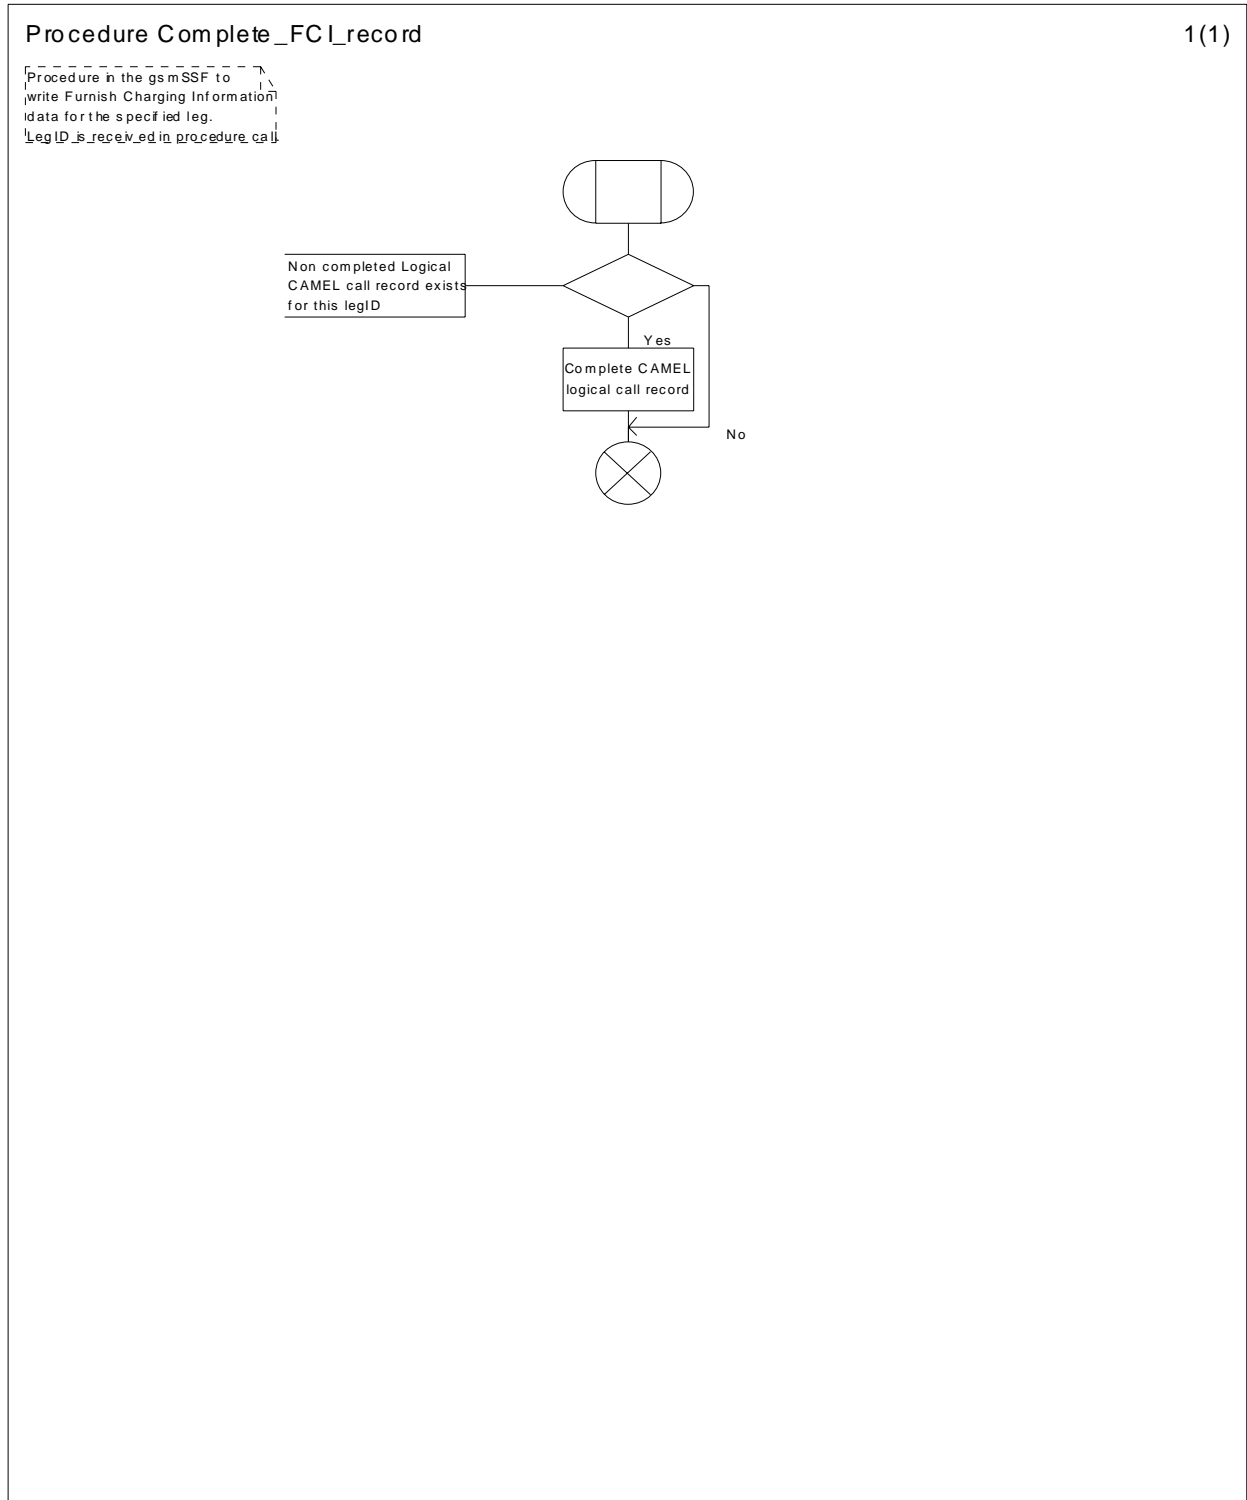 Procedure Complete_FCI_record
1(1)
Procedure in the gsmSSF to
write Furnish Charging Information
data for the specified leg.
LegID is received in procedure call.
Non completed Logical
CAMEL call record exists
for this legID
Yes
Complete CAMEL
logical call record
No